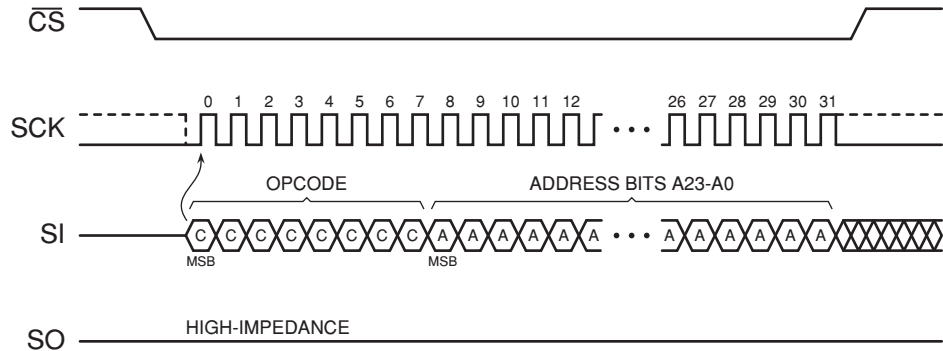 CS
0 1 2 3 4 5 6 7 8 9 10 11 12 26 27 28 29 30 31
SCK
OPCODE ADDRESS BITS A23-A0
SI C C C C C C C C A A A A A A A A A A A A
MSB MSB
HIGH-IMPEDANCE
SO